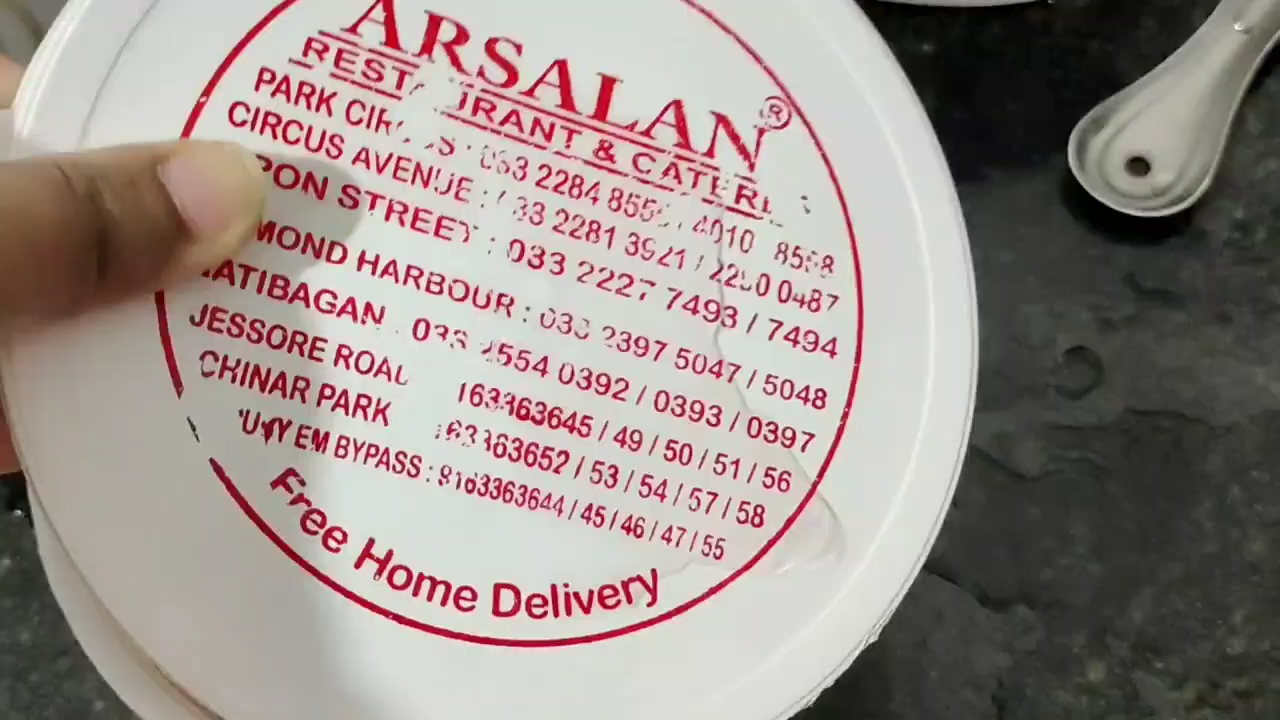 ARSALAN®
RESTAURANT & CATERER
PARK CIRCUS : 033 2284 8556 / 4010 8558
CIRCUS AVENUE : 033 2281 3921 / 2290 0487
STREET : 033 2227 7493 / 7494
HARBOUR : 033 2397 5047 / 5048
033 2554 0392 / 0393 / 0397
JESSORE ROAD 163363645 / 49 / 50 / 51 / 56
CHINAR PARK 163363652 / 53 / 54 / 57 / 58
EM BYPASS : 8163363644 / 45 / 46 / 47 / 55
Free Home Delivery